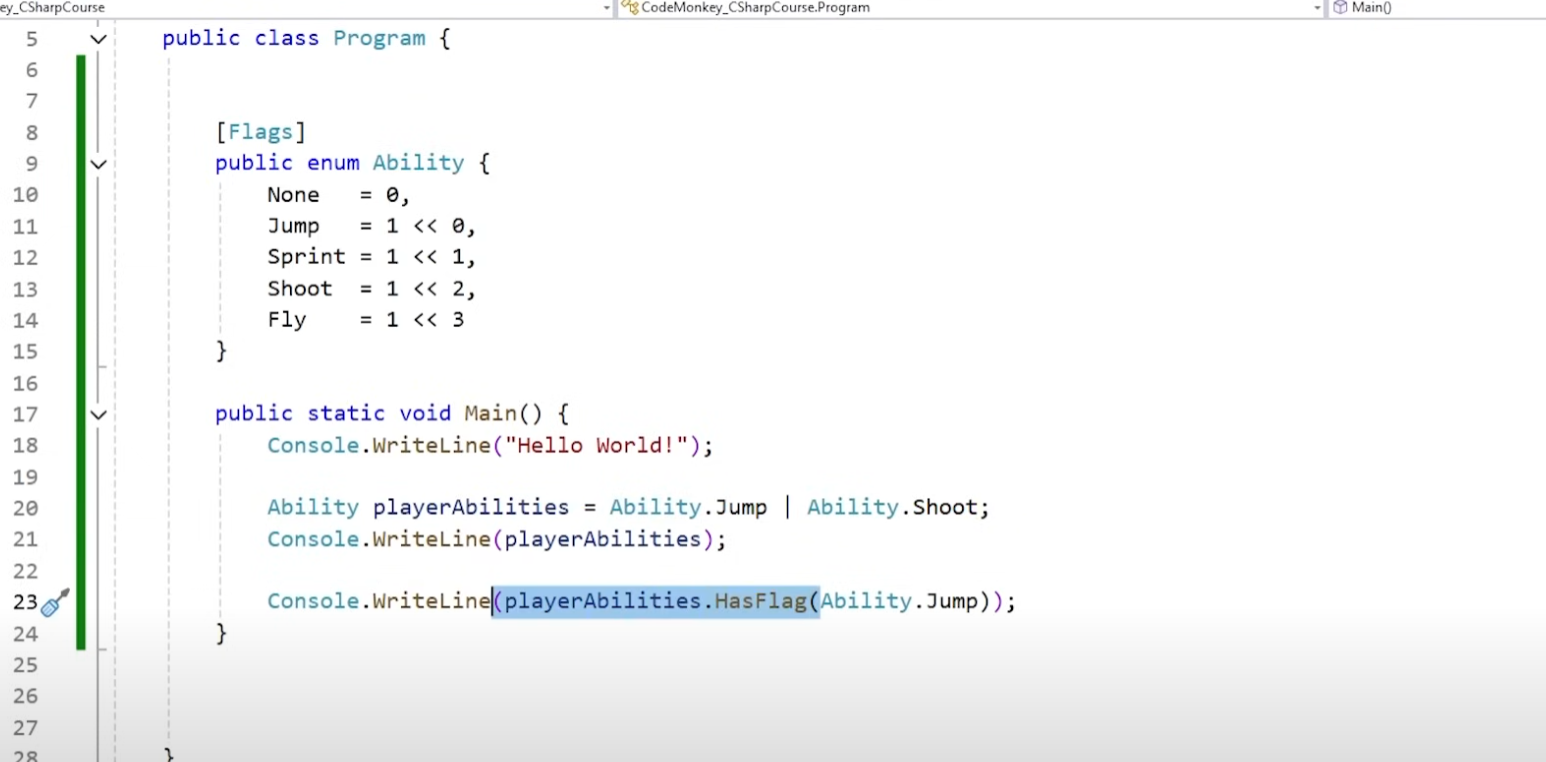 ey_CSharpCourse CodeMonkey_CSharpCourse.Program Main()
5 public class Program {
6
7
8 [Flags]
9 public enum Ability {
10 None = 0,
11 Jump = 1 << 0,
12 Sprint = 1 << 1,
13 Shoot = 1 << 2,
14 Fly = 1 << 3
15 }
16
17 public static void Main() {
18 Console.WriteLine("Hello World!");
19
20 Ability playerAbilities = Ability.Jump | Ability.Shoot;
21 Console.WriteLine(playerAbilities);
22
23 Console.WriteLine(playerAbilities.HasFlag(Ability.Jump));
24 }
25
26
27
28 }